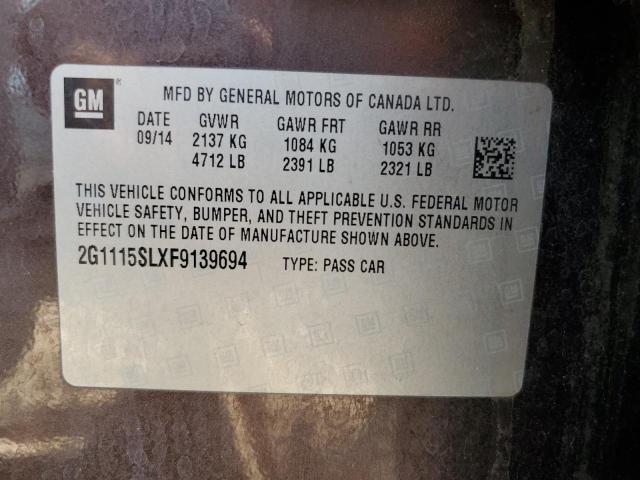 GM
MFD BY GENERAL MOTORS OF CANADA LTD.
DATE GVWR GAWR FRT GAWR RR
09/14 2137 KG 1084 KG 1053 KG
4712 LB 2391 LB 2321 LB
THIS VEHICLE CONFORMS TO ALL APPLICABLE U.S. FEDERAL MOTOR
VEHICLE SAFETY, BUMPER, AND THEFT PREVENTION STANDARDS IN
EFFECT ON THE DATE OF MANUFACTURE SHOWN ABOVE.
2G1115SLXF9139694 TYPE: PASS CAR